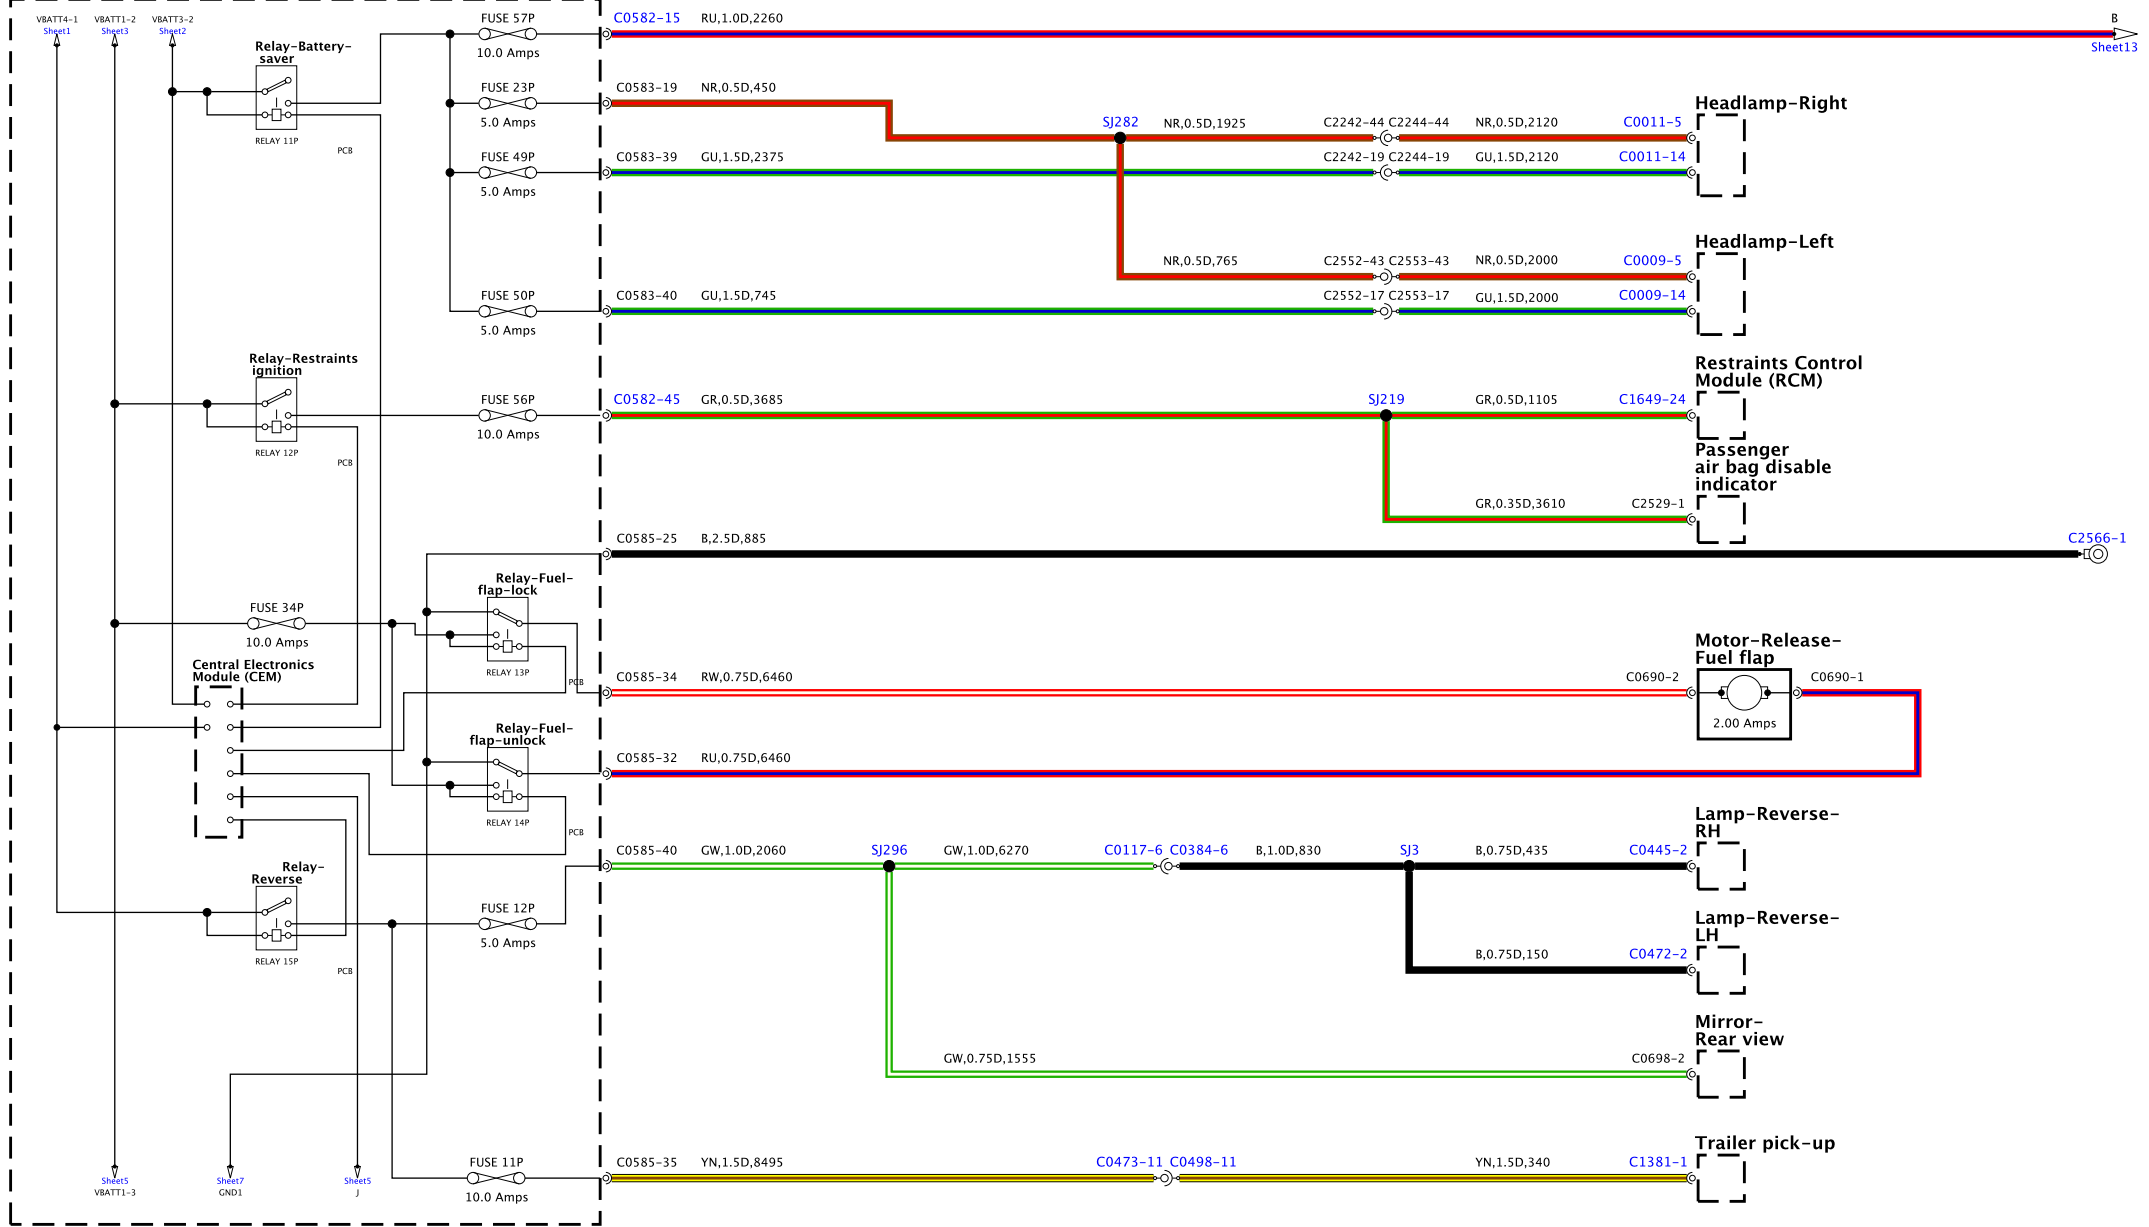 VBATT4-1 VBATT1-2 VBATT3-2
Sheet1 Sheet3 Sheet2
FUSE 57P
10.0 Amps
C0582-15 RU,1.0D,2260
B
Sheet13
Relay-Battery-
saver
RELAY 11P
PCB
FUSE 23P
5.0 Amps
C0583-19 NR,0.5D,450
SJ282
NR,0.5D,1925
C2242-44 C2244-44
NR,0.5D,2120
C0011-5
Headlamp-Right
FUSE 49P
5.0 Amps
C0583-39 GU,1.5D,2375
C2242-19 C2244-19
GU,1.5D,2120
C0011-14
Headlamp-Left
NR,0.5D,765
C2552-43 C2553-43
NR,0.5D,2000
C0009-5
FUSE 50P
5.0 Amps
C0583-40 GU,1.5D,745
C2552-17 C2553-17
GU,1.5D,2000
C0009-14
Relay-Restraints
ignition
RELAY 12P
PCB
FUSE 56P
10.0 Amps
C0582-45 GR,0.5D,3685
SJ219
GR,0.5D,1105
C1649-24
Restraints Control
Module (RCM)
Passenger
air bag disable
indicator
GR,0.35D,3610
C2529-1
C0585-25 B,2.5D,885
C2566-1
Relay-Fuel-
flap-lock
RELAY 13P
PCB
FUSE 34P
10.0 Amps
Central Electronics
Module (CEM)
C0585-34 RW,0.75D,6460
C0690-2
Motor-Release-
Fuel flap
2.00 Amps
C0690-1
Relay-Fuel-
flap-unlock
RELAY 14P
PCB
C0585-32 RU,0.75D,6460
C0585-40 GW,1.0D,2060
SJ296
GW,1.0D,6270
C0117-6 C0384-6
B,1.0D,830
SJ3
B,0.75D,435
C0445-2
Lamp-Reverse-
RH
Relay-
Reverse
RELAY 15P
PCB
FUSE 12P
5.0 Amps
Lamp-Reverse-
LH
B,0.75D,150
C0472-2
Mirror-
Rear view
GW,0.75D,1555
C0698-2
Trailer pick-up
FUSE 11P
10.0 Amps
C0585-35 YN,1.5D,8495
C0473-11 C0498-11
YN,1.5D,340
C1381-1
Sheet5 Sheet7 Sheet5
VBATT1-3 GND1 J